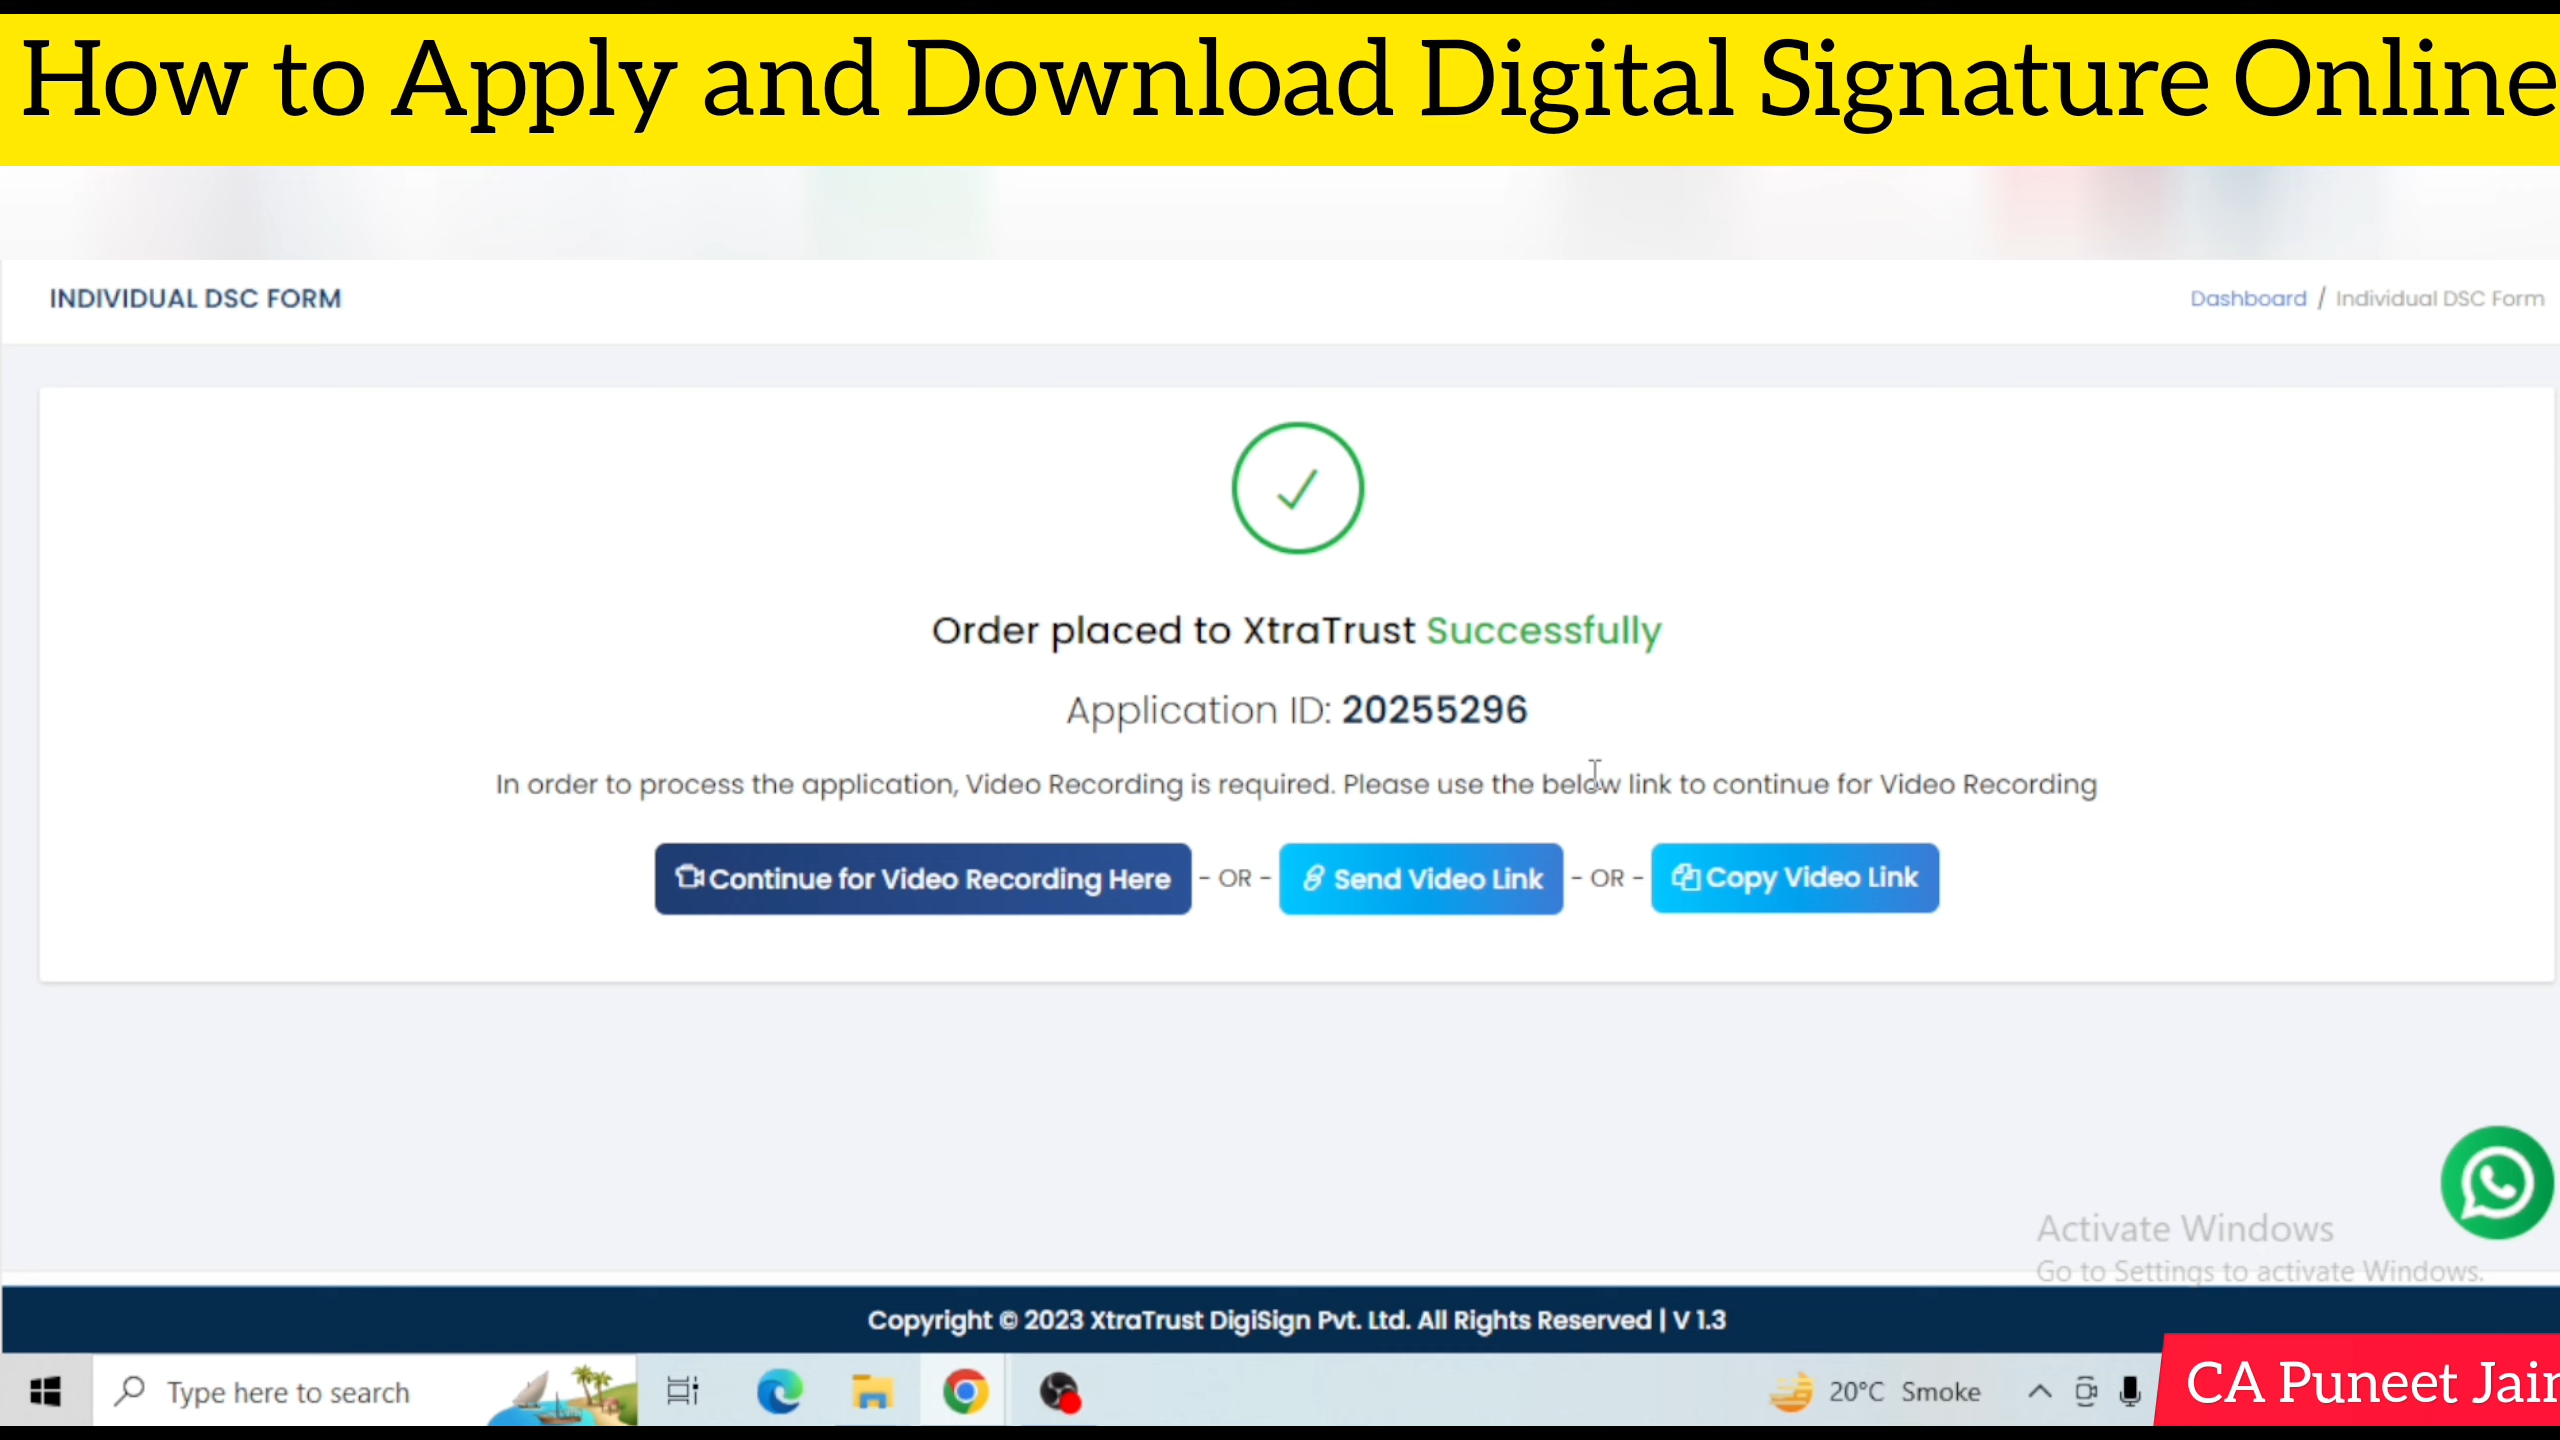 How to Apply and Download Digital Signature Online
INDIVIDUAL DSC FORM
Dashboard / Individual DSC Form
Order placed to XtraTrust Successfully
Application ID: 20255296
In order to process the application, Video Recording is required. Please use the below link to continue for Video Recording
Continue for Video Recording Here - OR - Send Video Link - OR - Copy Video Link
Activate Windows
Go to Settings to activate Windows.
Copyright © 2023 XtraTrust DigiSign Pvt. Ltd. All Rights Reserved | V 1.3
Type here to search
20°C Smoke
CA Puneet Jain